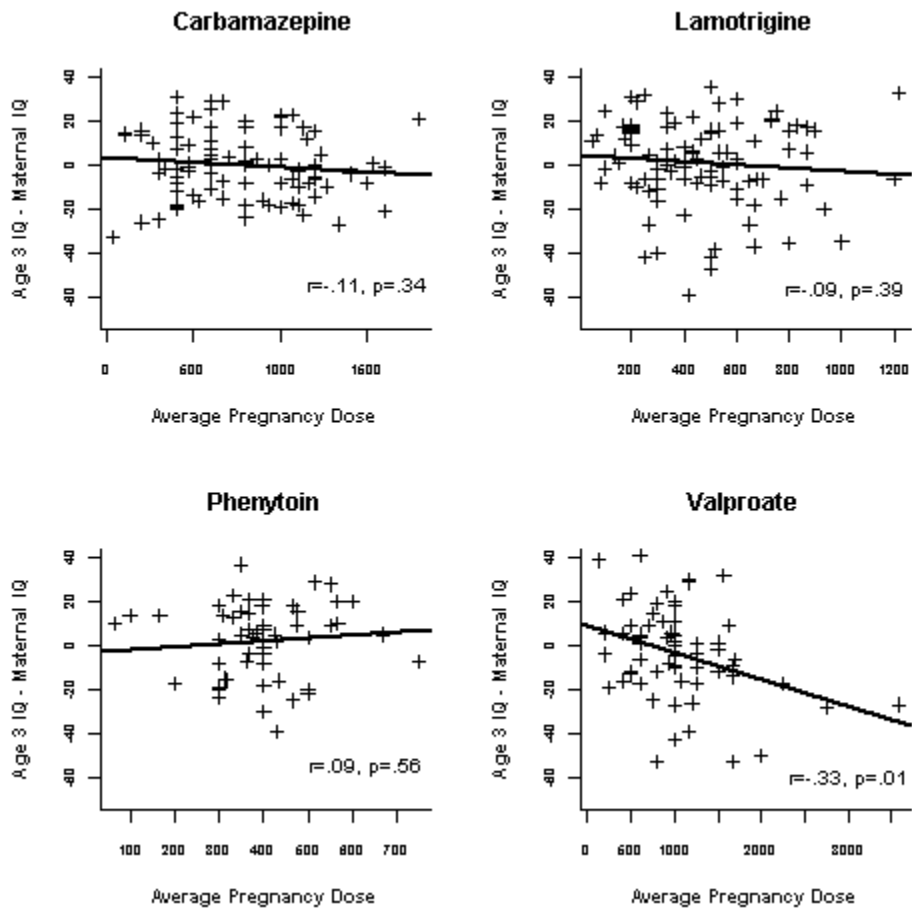 Carbamazepine
Age 3 IQ - Maternal IQ
40
20
0
-20
-40
-60
r=-.11, p=.34
0 500 1000 1500
Average Pregnancy Dose
Lamotrigine
Age 3 IQ - Maternal IQ
40
20
0
-20
-40
-60
r=-.09, p=.39
200 400 600 800 1000 1200
Average Pregnancy Dose
Phenytoin
Age 3 IQ - Maternal IQ
40
20
0
-20
-40
-60
r=.09, p=.56
100 200 300 400 500 600 700
Average Pregnancy Dose
Valproate
Age 3 IQ - Maternal IQ
40
20
0
-20
-40
-60
r=-.33, p=.01
0 500 1000 2000 3000
Average Pregnancy Dose